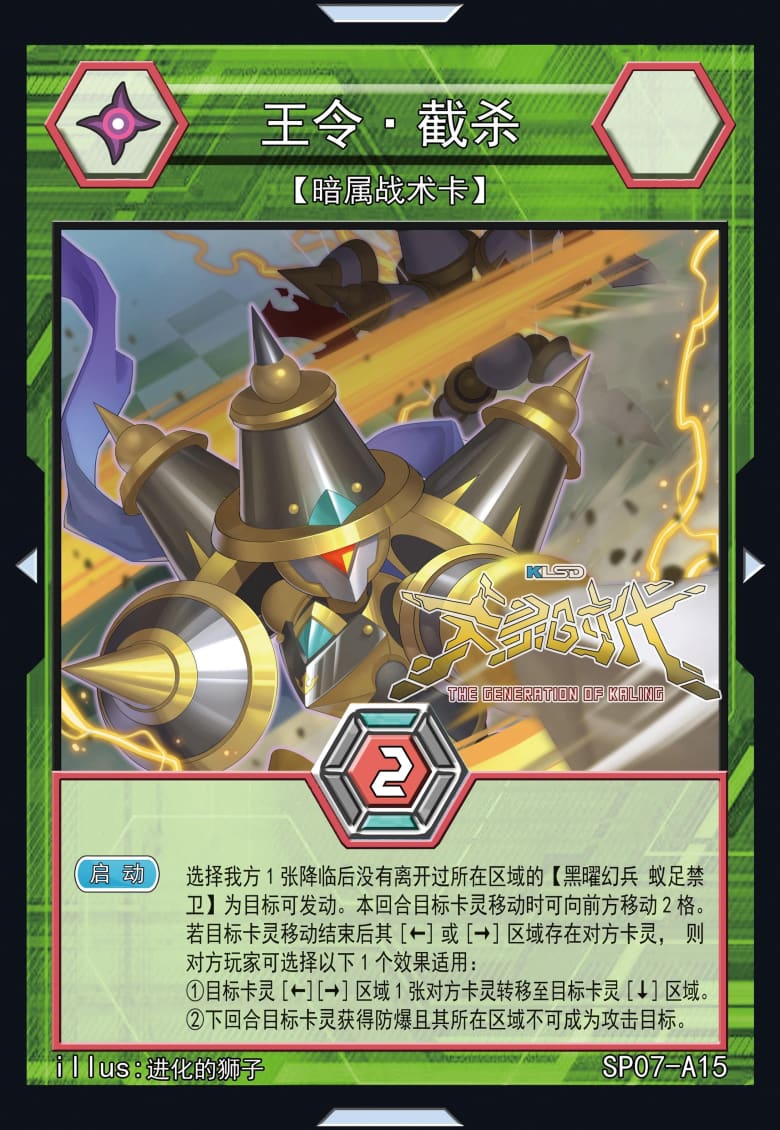 王令·截杀
【暗属战术卡】
KLSD
卡灵时代
THE GENERATION OF KALING
2
启动
选择我方1张降临后没有离开过所在区域的【黑曜幻兵 蚁足禁
卫】为目标可发动。本回合目标卡灵移动时可向前方移动2格。
若目标卡灵移动结束后其[←]或[→]区域存在对方卡灵， 则
对方玩家可选择以下1个效果适用：
①目标卡灵[←][→]区域1张对方卡灵转移至目标卡灵[↓]区域。
②下回合目标卡灵获得防爆且其所在区域不可成为攻击目标。
illus:进化的狮子
SP07-A15